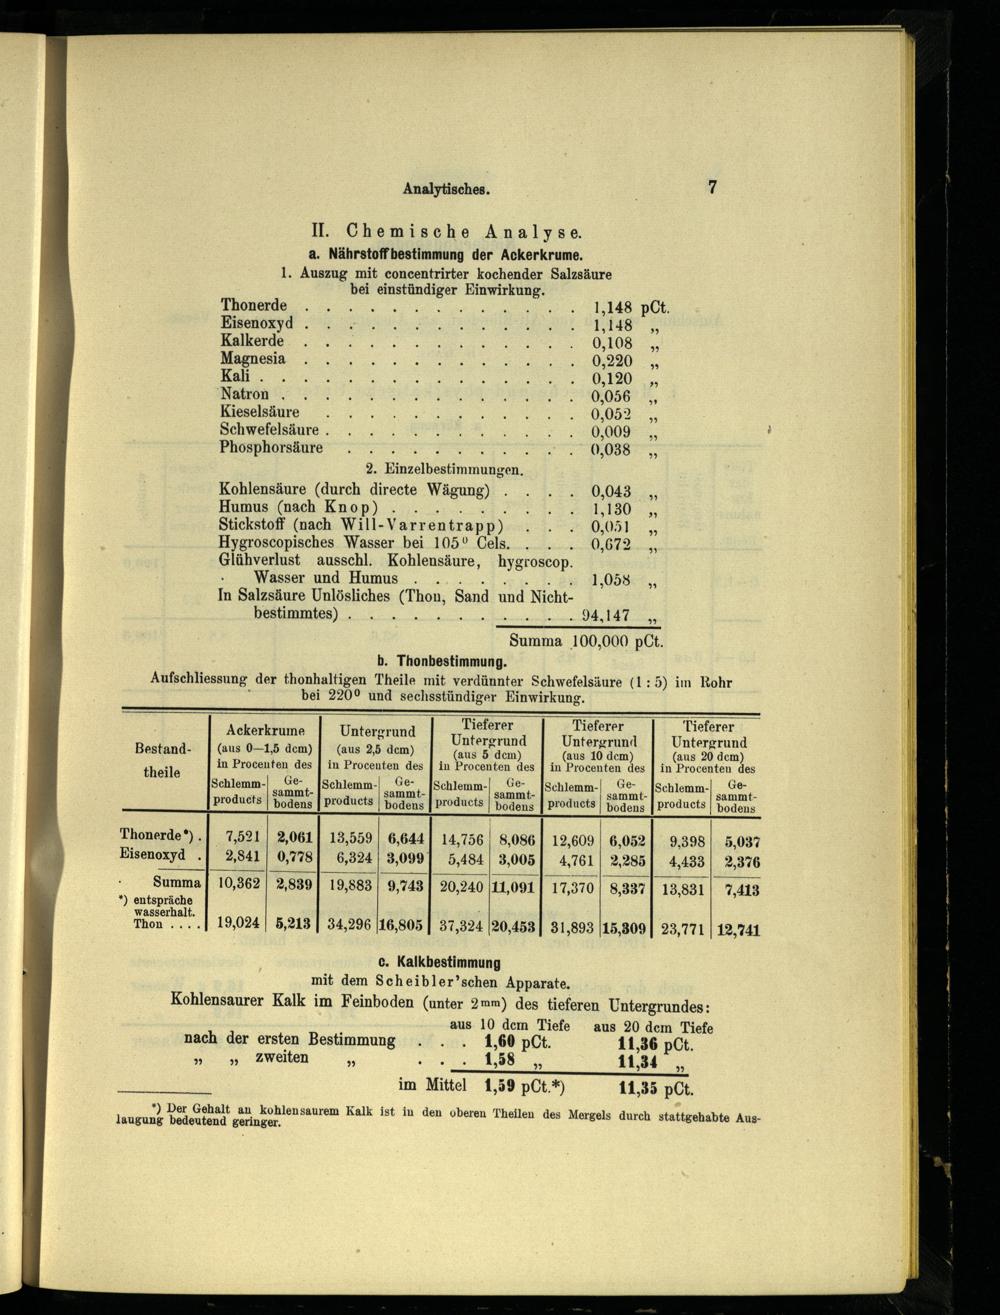 Analytisches. 7
II. Chemische Analyse.
a. Nährstoffbestimmung der Ackerkrume.
1. Auszug mit concentrirter kochender Salzsäure
bei einstündiger Einwirkung.
Thonerde . . . . . . . . . . . . . 1,148 pCt.
Eisenoxyd . . . . . . . . . . . . . 1,148 „
Kalkerde . . . . . . . . . . . . . 0,108 „
Magnesia . . . . . . . . . . . . . 0,220 „
Kali . . . . . . . . . . . . . . . 0,120 „
Natron . . . . . . . . . . . . . . 0,056 „
Kieselsäure . . . . . . . . . . . . 0,052 „
Schwefelsäure . . . . . . . . . . . . 0,009 „
Phosphorsäure . . . . . . . . . . . 0,038 „
2. Einzelbestimmungen.
Kohlensäure (durch directe Wägung) . . . . 0,043 „
Humus (nach Knop) . . . . . . . . . 1,130 „
Stickstoff (nach Will-Varrentrapp) . . . 0,051 „
Hygroscopisches Wasser bei 105⁰ Cels. . . . 0,672 „
Glühverlust ausschl. Kohlensäure, hygroscop.
Wasser und Humus . . . . . . . . 1,058 „
In Salzsäure Unlösliches (Thon, Sand und Nicht-
bestimmtes) . . . . . . . . . . . 94,147 „
Summa 100,000 pCt.
b. Thonbestimmung.
Aufschliessung der thonhaltigen Theile mit verdünnter Schwefelsäure (1 : 5) im Rohr
bei 220⁰ und sechsstündiger Einwirkung.
Bestand- Ackerkrume Untergrund Tieferer Untergrund Tieferer Untergrund Tieferer Untergrund
(aus 0—1,5 dcm) (aus 2,5 dcm) (aus 5 dcm) (aus 10 dcm) (aus 20 dcm)
theile in Procenten des in Procenten des in Procenten des in Procenten des in Procenten des
Schlemm- Ge- Schlemm- Ge- Schlemm- Ge- Schlemm- Ge- Schlemm- Ge-
products sammt- products sammt- products sammt- products sammt- products sammt-
bodens bodens bodens bodens bodens
Thonerde*) . 7,521 2,061 13,559 6,644 14,756 8,086 12,609 6,052 9,398 5,037
Eisenoxyd . 2,841 0,778 6,324 3,099 5,484 3,005 4,761 2,285 4,433 2,376
Summa 10,362 2,839 19,883 9,743 20,240 11,091 17,370 8,337 13,831 7,413
*) entspräche
wasserhalt.
Thon . . . . 19,024 5,213 34,296 16,805 37,324 20,453 31,893 15,309 23,771 12,741
c. Kalkbestimmung
mit dem Scheibler'schen Apparate.
Kohlensaurer Kalk im Feinboden (unter 2mm) des tieferen Untergrundes:
aus 10 dcm Tiefe aus 20 dcm Tiefe
nach der ersten Bestimmung . . . 1,60 pCt. 11,36 pCt.
„ „ zweiten „ . . . 1,58 „ 11,34 „
im Mittel 1,59 pCt.*) 11,35 pCt.
*) Der Gehalt an kohlensaurem Kalk ist in den oberen Theilen des Mergels durch stattgehabte Aus-
laugung bedeutend geringer.